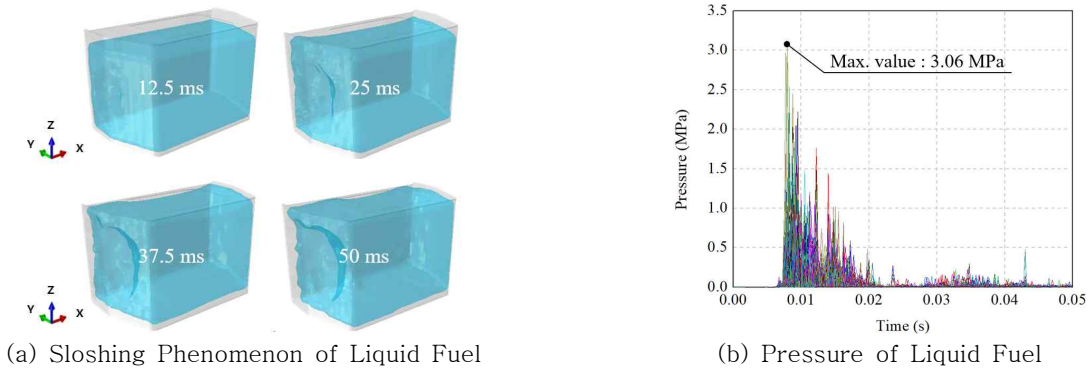 12.5 ms
25 ms
Z
Y
X
Z
Y
X
37.5 ms
50 ms
Z
Y
X
Z
Y
X
(a) Sloshing Phenomenon of Liquid Fuel
3.5
3.0
2.5
2.0
1.5
1.0
0.5
0.0
Pressure (MPa)
Max. value : 3.06 MPa
0.00
0.01
0.02
0.03
0.04
0.05
Time (s)
(b) Pressure of Liquid Fuel